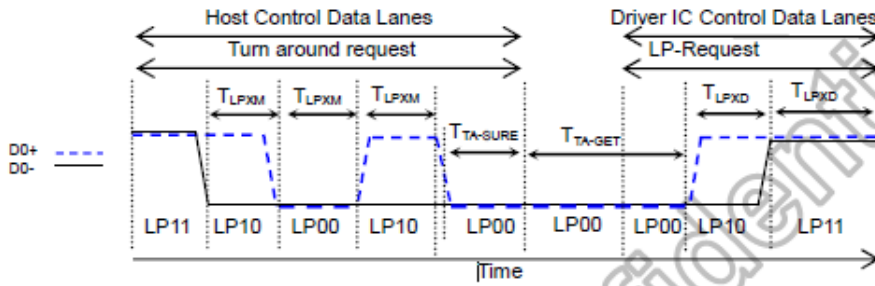 Host Control Data Lanes Driver IC Control Data Lanes
Turn around request LP-Request
TLPXM TLPXM TLPXM TLPXD TLPXD
TTA-SURE TTA-GET
D0+
D0-
LP11 LP10 LP00 LP10 LP00 LP00 LP00 LP10 LP11
Time